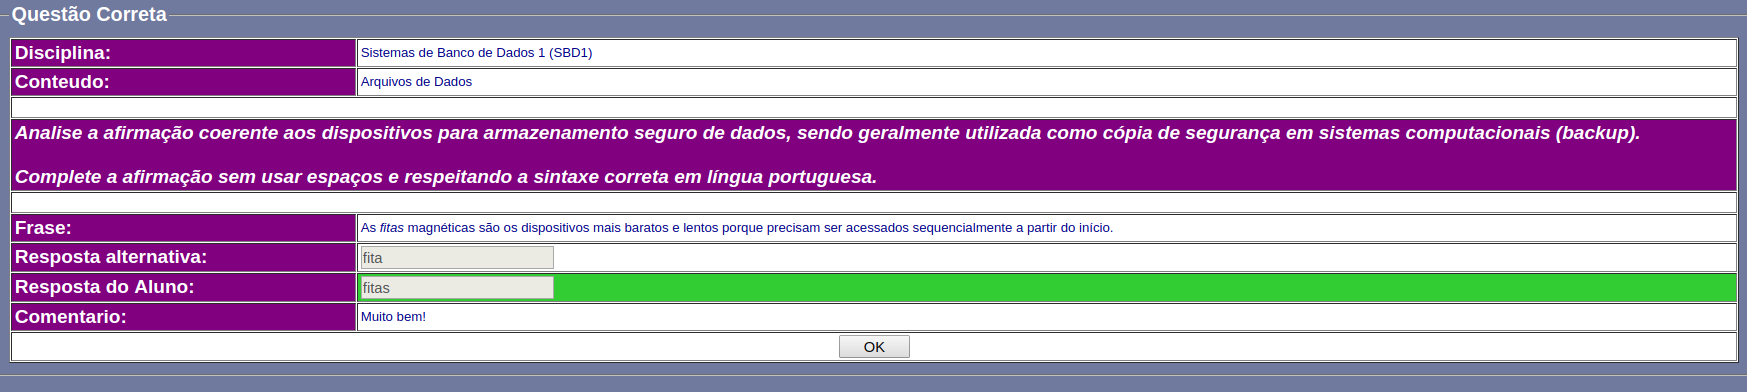 Questão Correta
Disciplina: Sistemas de Banco de Dados 1 (SBD1)
Conteudo: Arquivos de Dados
Analise a afirmação coerente aos dispositivos para armazenamento seguro de dados, sendo geralmente utilizada como cópia de segurança em sistemas computacionais (backup).
Complete a afirmação sem usar espaços e respeitando a sintaxe correta em língua portuguesa.
Frase: As fitas magnéticas são os dispositivos mais baratos e lentos porque precisam ser acessados sequencialmente a partir do início.
Resposta alternativa: fita
Resposta do Aluno: fitas
Comentario: Muito bem!
OK